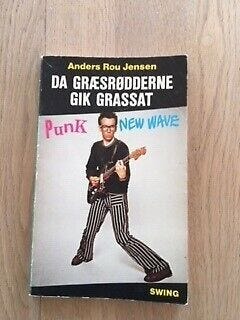 Anders Rou Jensen
DA GRÆSRØDDERNE
GIK GRASSAT
Punk
NEW WAVE
SWING